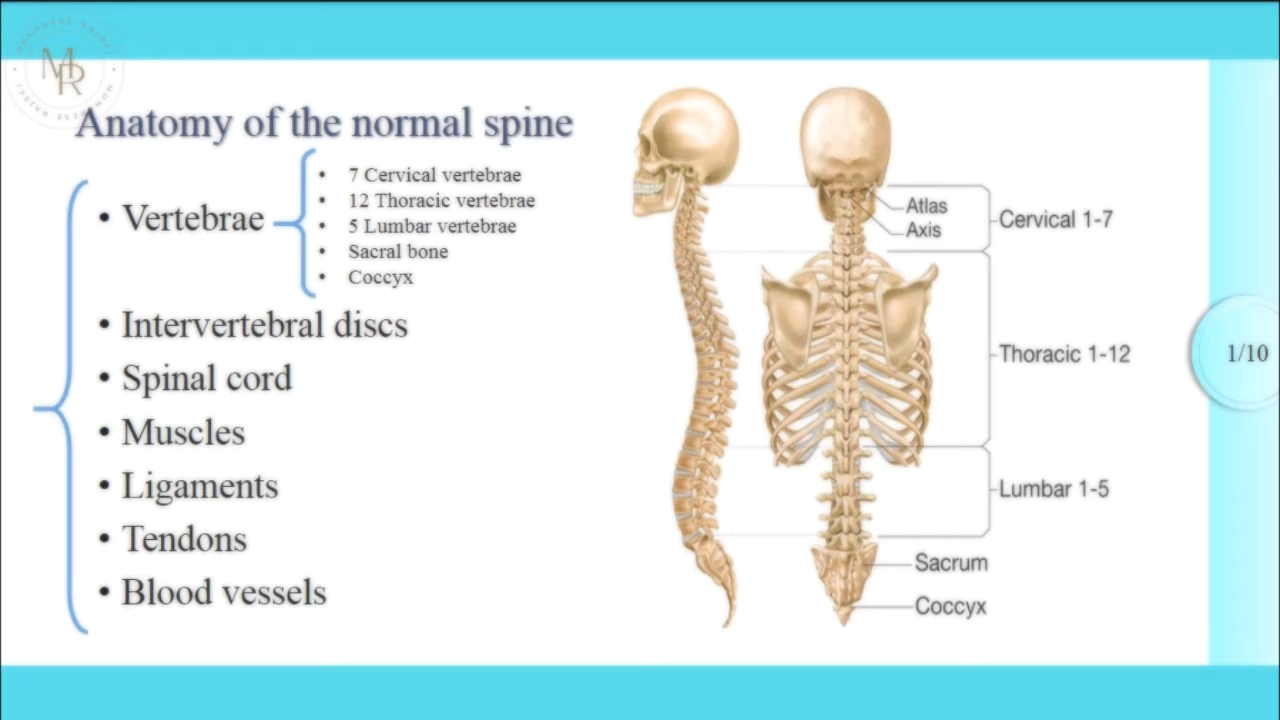 MR
Anatomy of the normal spine
• Vertebrae
• 7 Cervical vertebrae
• 12 Thoracic vertebrae
• 5 Lumbar vertebrae
• Sacral bone
• Coccyx
• Intervertebral discs
• Spinal cord
• Muscles
• Ligaments
• Tendons
• Blood vessels
Atlas
Axis
Cervical 1-7
Thoracic 1-12
Lumbar 1-5
Sacrum
Coccyx
1/10